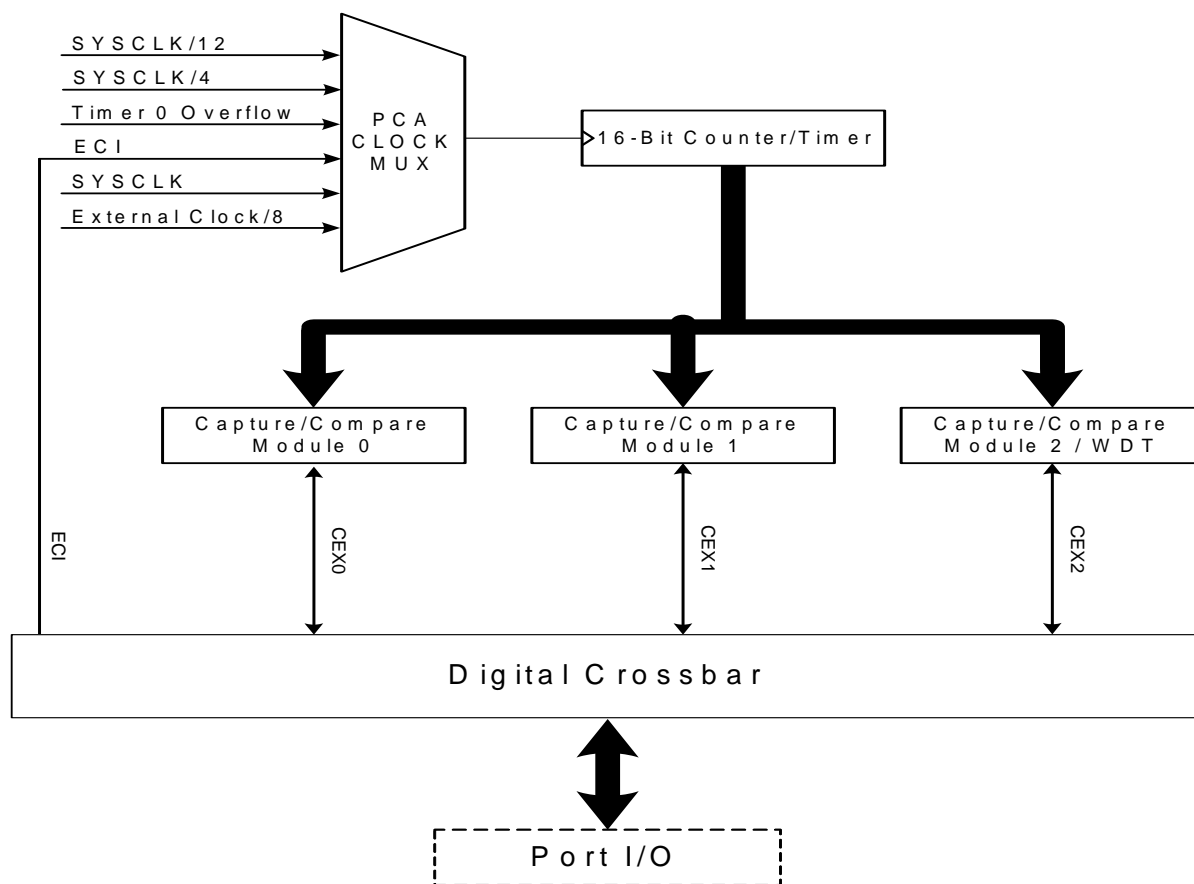 SYSCLK/12
SYSCLK/4
Timer 0 Overflow
ECI
SYSCLK
External Clock/8
PCA
CLOCK
MUX
16-Bit Counter/Timer
Capture/Compare
Module 0
Capture/Compare
Module 1
Capture/Compare
Module 2 / WDT
ECI
CEX0
CEX1
CEX2
Digital Crossbar
Port I/O